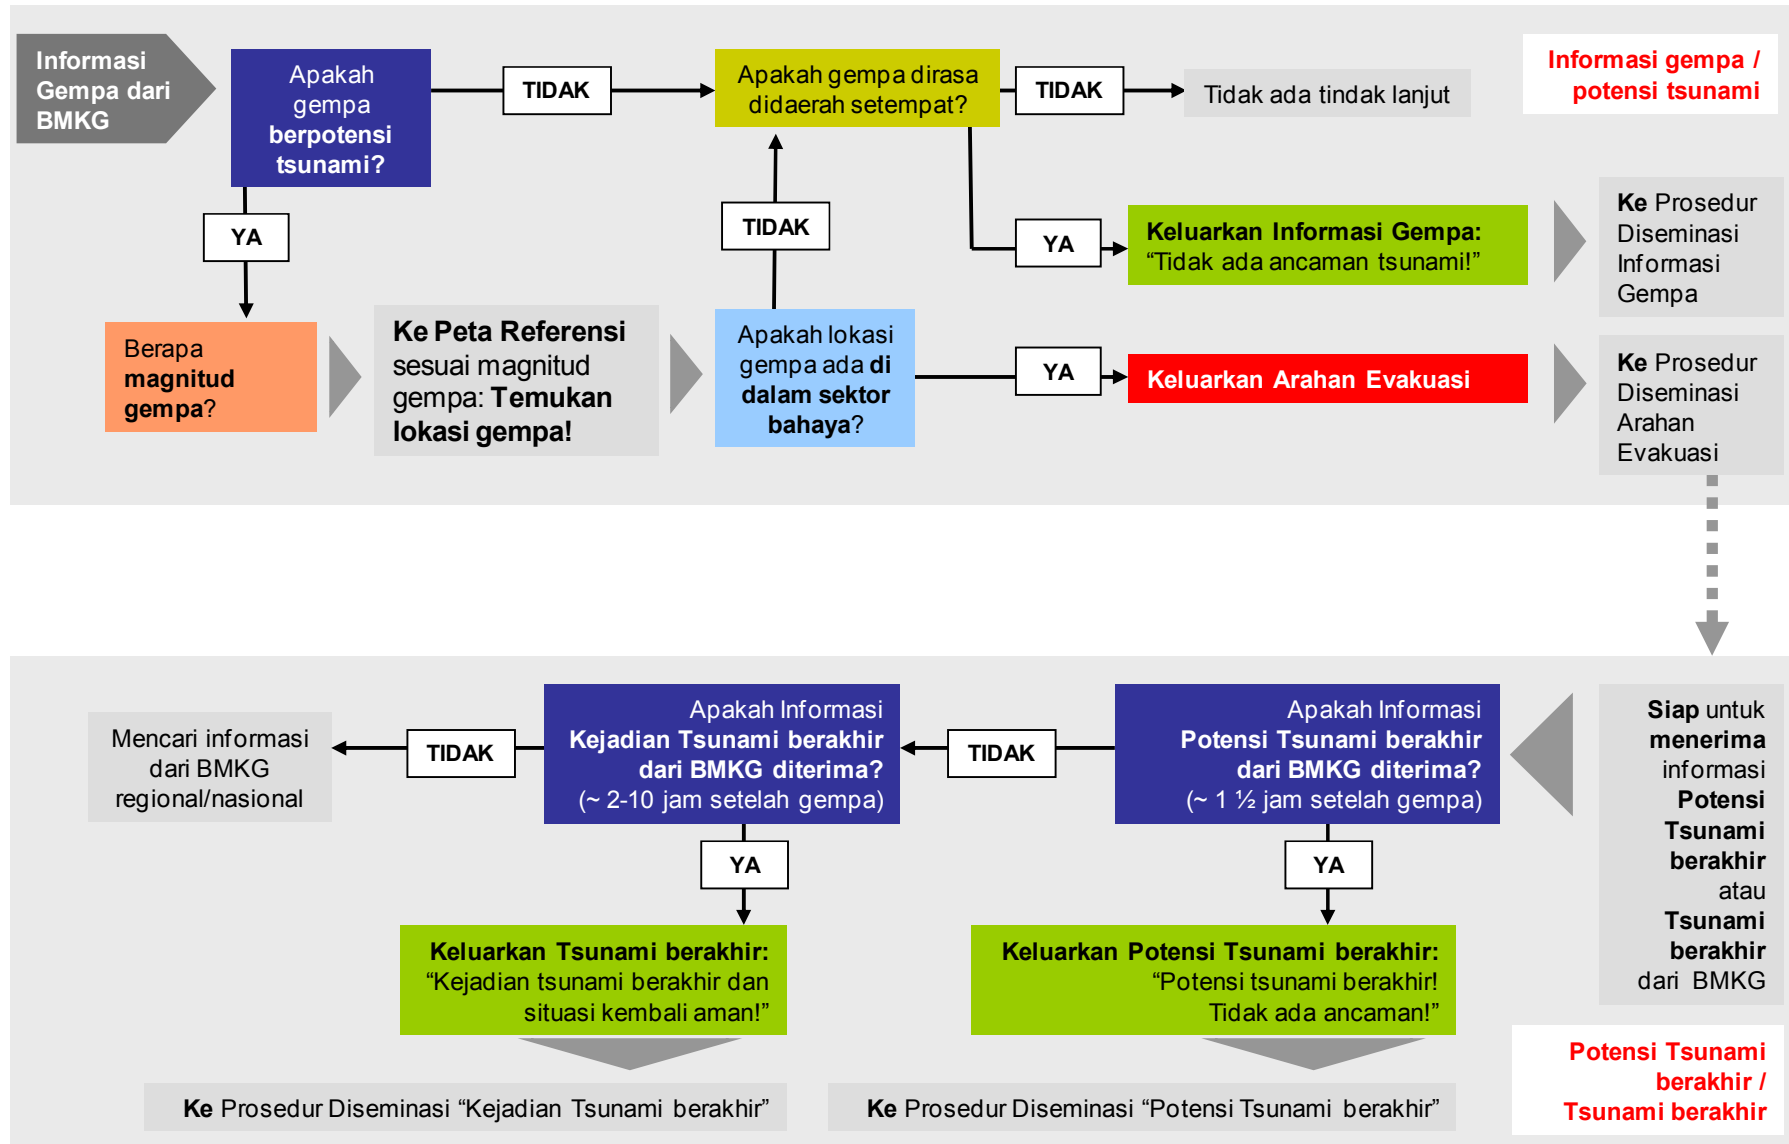 Informasi
Gempa dari
BMKG
Apakah
gempa
berpotensi
tsunami?
TIDAK
Apakah gempa dirasa
didaerah setempat?
TIDAK
Tidak ada tindak lanjut
Informasi gempa /
potensi tsunami
YA
TIDAK
YA
Keluarkan Informasi Gempa:
“Tidak ada ancaman tsunami!”
Ke Prosedur
Diseminasi
Informasi
Gempa
Berapa
magnitud
gempa?
Ke Peta Referensi
sesuai magnitud
gempa: Temukan
lokasi gempa!
Apakah lokasi
gempa ada di
dalam sektor
bahaya?
YA
Keluarkan Arahan Evakuasi
Ke Prosedur
Diseminasi
Arahan
Evakuasi
Siap untuk
menerima
informasi
Potensi
Tsunami
berakhir
atau
Tsunami
berakhir
dari BMKG
Apakah Informasi
Potensi Tsunami berakhir
dari BMKG diterima?
(~ 1 ½ jam setelah gempa)
TIDAK
Apakah Informasi
Kejadian Tsunami berakhir
dari BMKG diterima?
(~ 2-10 jam setelah gempa)
TIDAK
Mencari informasi
dari BMKG
regional/nasional
YA
YA
Keluarkan Tsunami berakhir:
“Kejadian tsunami berakhir dan
situasi kembali aman!”
Keluarkan Potensi Tsunami berakhir:
“Potensi tsunami berakhir!
Tidak ada ancaman!”
Ke Prosedur Diseminasi “Kejadian Tsunami berakhir”
Ke Prosedur Diseminasi “Potensi Tsunami berakhir”
Potensi Tsunami
berakhir /
Tsunami berakhir